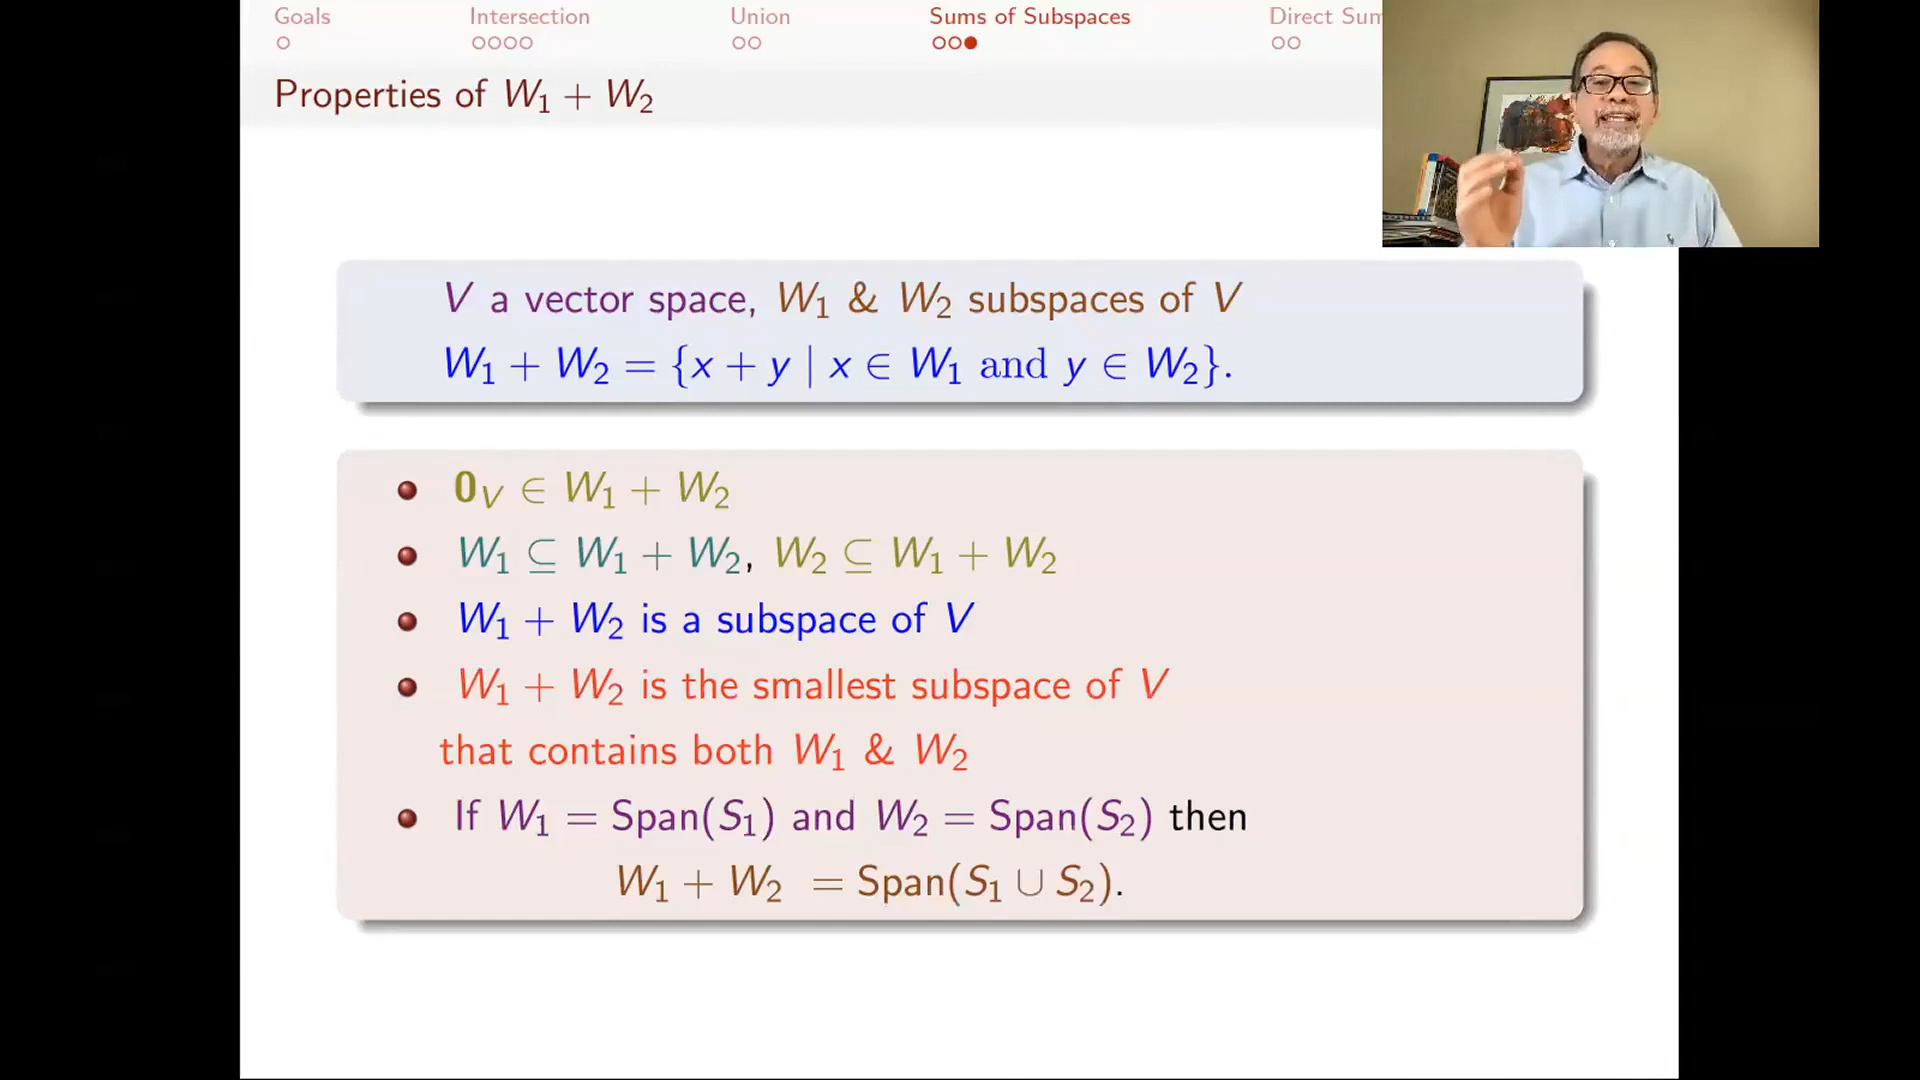 Goals Intersection Union Sums of Subspaces Direct Sum
Properties of W₁ + W₂
V a vector space, W₁ & W₂ subspaces of V
W₁ + W₂ = {x + y | x ∈ W₁ and y ∈ W₂}.
0_V ∈ W₁ + W₂
W₁ ⊆ W₁ + W₂, W₂ ⊆ W₁ + W₂
W₁ + W₂ is a subspace of V
W₁ + W₂ is the smallest subspace of V
that contains both W₁ & W₂
If W₁ = Span(S₁) and W₂ = Span(S₂) then
W₁ + W₂ = Span(S₁ ∪ S₂).